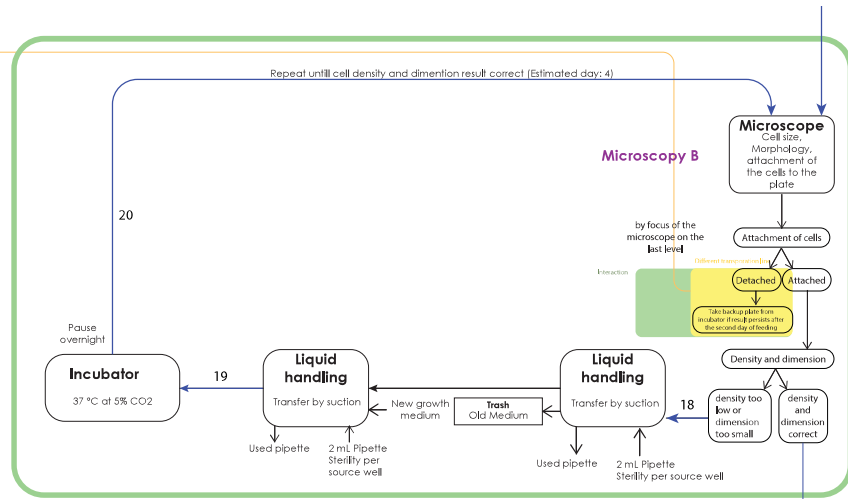 Repeat untill cell density and dimention result correct (Estimated day: 4)
Microscope
Cell size,
Morphology,
attachment of
the cells to the
plate
Microscopy B
20
by focus of the
microscope on the
last level
Attachment of cells
Interaction
Detached
Attached
Take backup plate from
incubator if result persists after
the second day of feeding
Pause
overnight
Density and dimension
Incubator
37 °C at 5% CO2
19
Liquid
handling
Transfer by suction
New growth
medium
Trash
Old Medium
Liquid
handling
Transfer by suction
18
density too
low or
dimension
too small
density
and
dimension
correct
Used pipette
2 mL Pipette
Sterility per
source well
Used pipette
2 mL Pipette
Sterility per source well